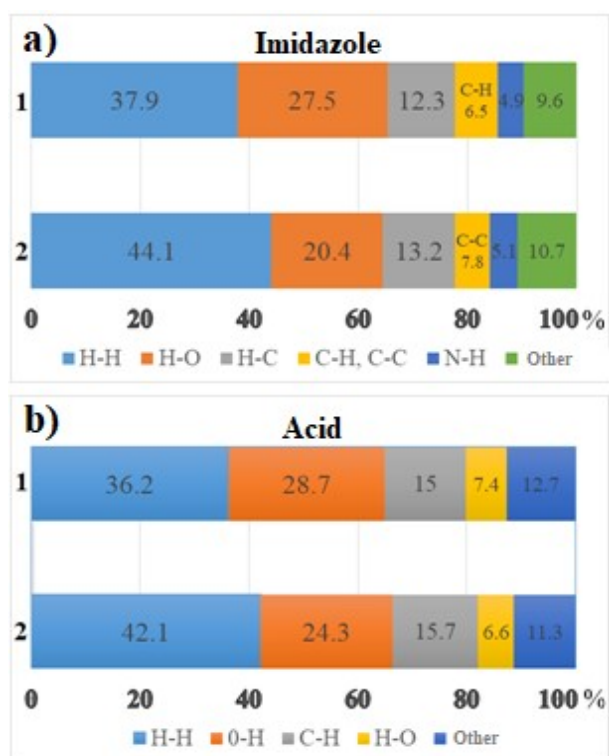 a)
Imidazole
1 37.9 27.5 12.3 C-H 6.5 4.9 9.6
2 44.1 20.4 13.2 C-C 7.8 5.1 10.7
0 20 40 60 80 100 %
H-H H-O H-C C-H, C-C N-H Other
b)
Acid
1 36.2 28.7 15 7.4 12.7
2 42.1 24.3 15.7 6.6 11.3
0 20 40 60 80 100 %
H-H 0-H C-H H-O Other